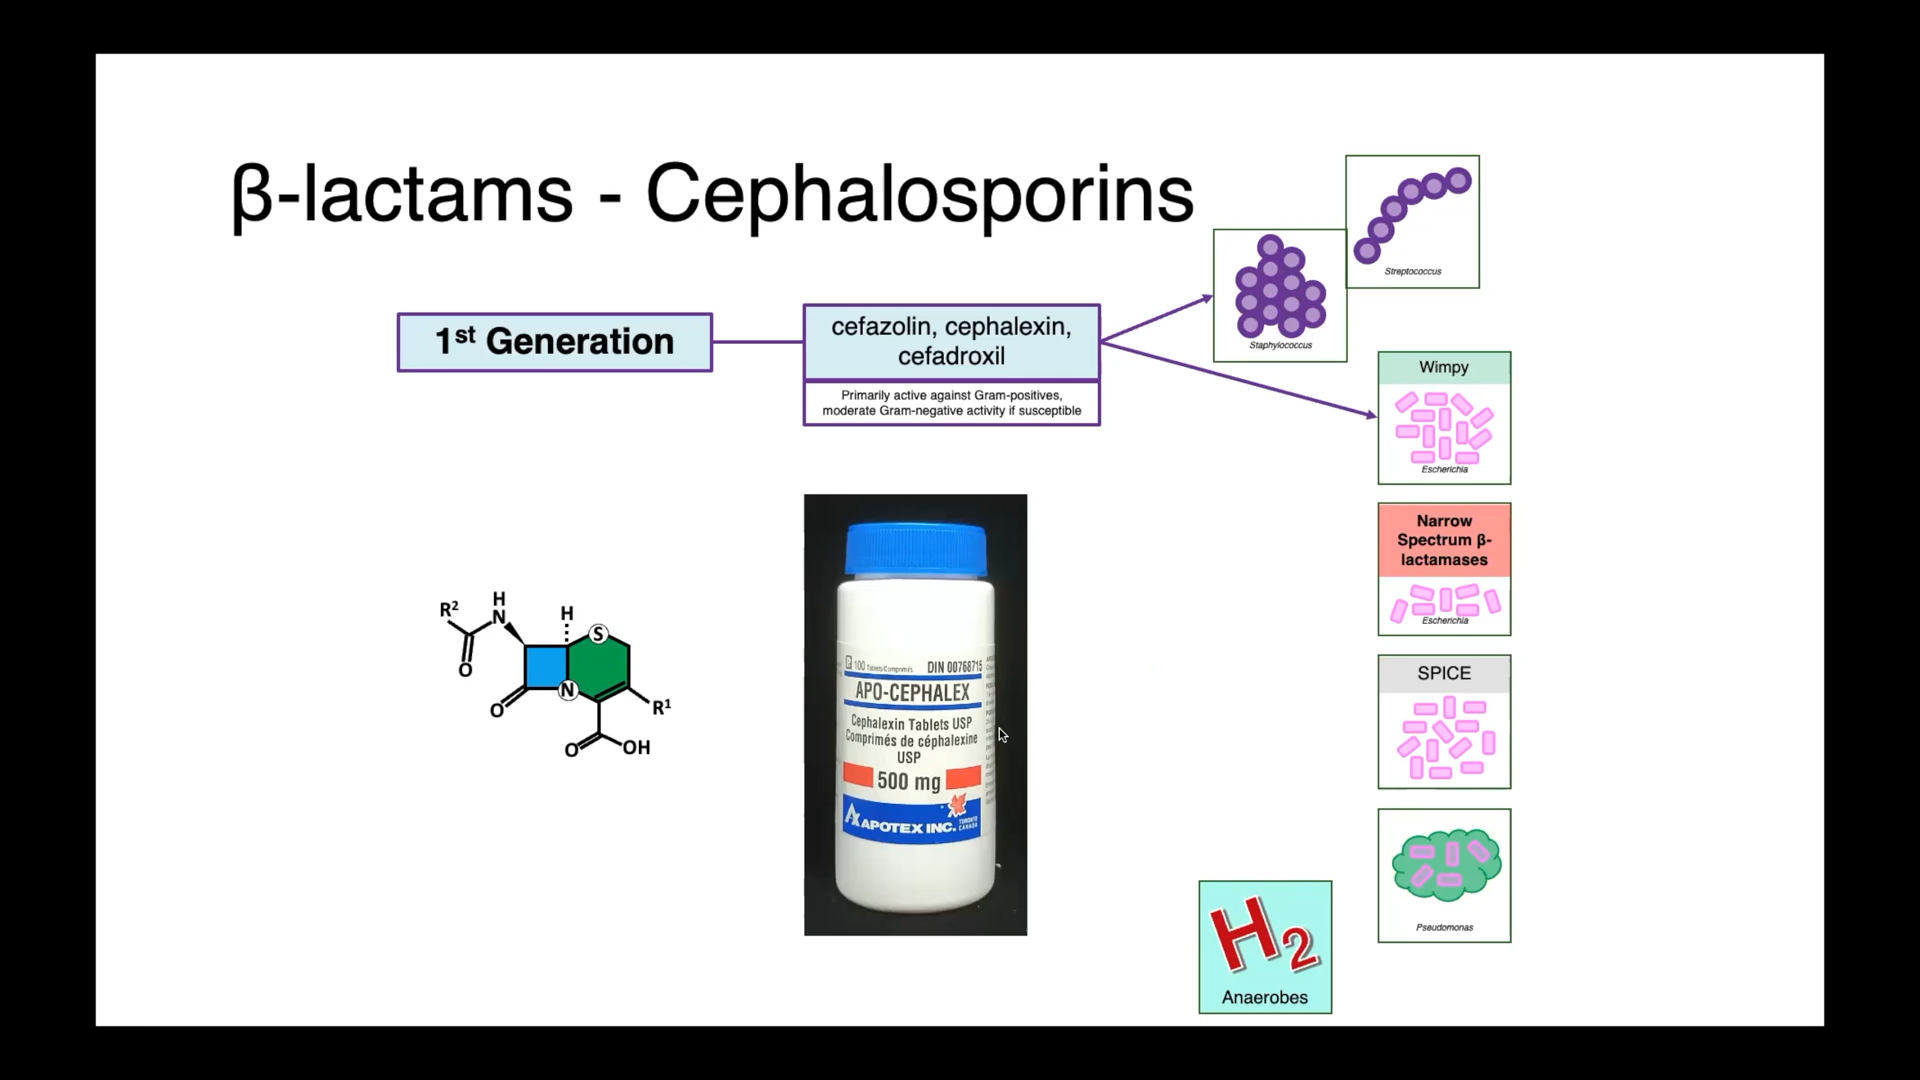 β-lactams - Cephalosporins
Streptococcus
Staphylococcus
1st Generation
cefazolin, cephalexin,
cefadroxil
Primarily active against Gram-positives,
moderate Gram-negative activity if susceptible
Wimpy
Escherichia
Narrow
Spectrum β-
lactamases
Escherichia
SPICE
Pseudomonas
H2
Anaerobes
R²
H
N
H
S
O
N
O
R¹
O
OH
100 Tablets/Comprimés
DIN 00768715
APO-CEPHALEX
Cephalexin Tablets USP
Comprimés de céphalexine
USP
500 mg
APOTEX INC.
TORONTO
CANADA